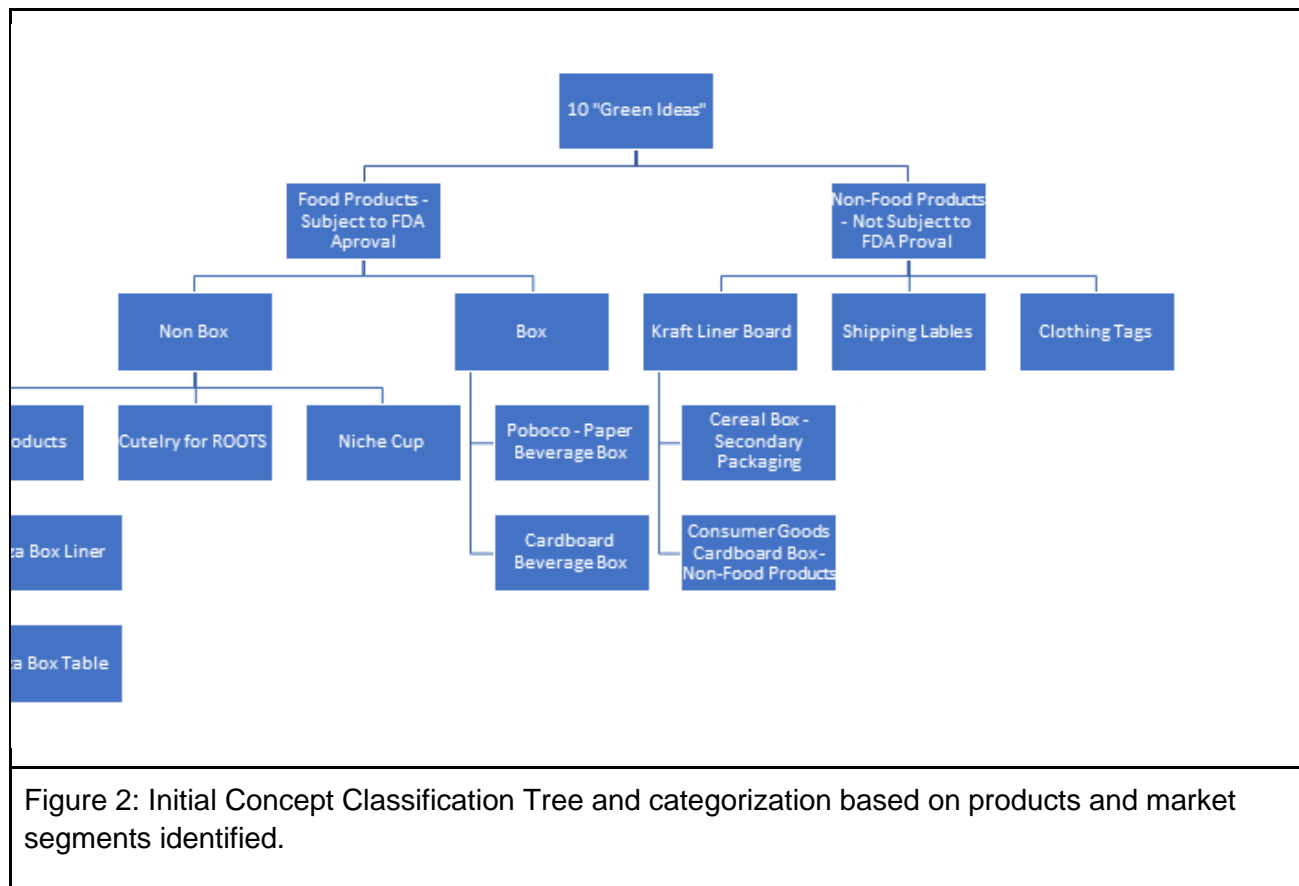 10 "Green Ideas"
Food Products -
Subject to FDA
Aproval
Non-Food Products
- Not Subject to
FDA Proval
Non Box
Box
Kraft Liner Board
Shipping Lables
Clothing Tags
oducts
Cutelry for ROOTS
Niche Cup
Poboco - Paper
Beverage Box
Cereal Box -
Secondary
Packaging
za Box Liner
Cardboard
Beverage Box
Consumer Goods
Cardboard Box-
Non-Food Products
za Box Table
Figure 2: Initial Concept Classification Tree and categorization based on products and market
segments identified.